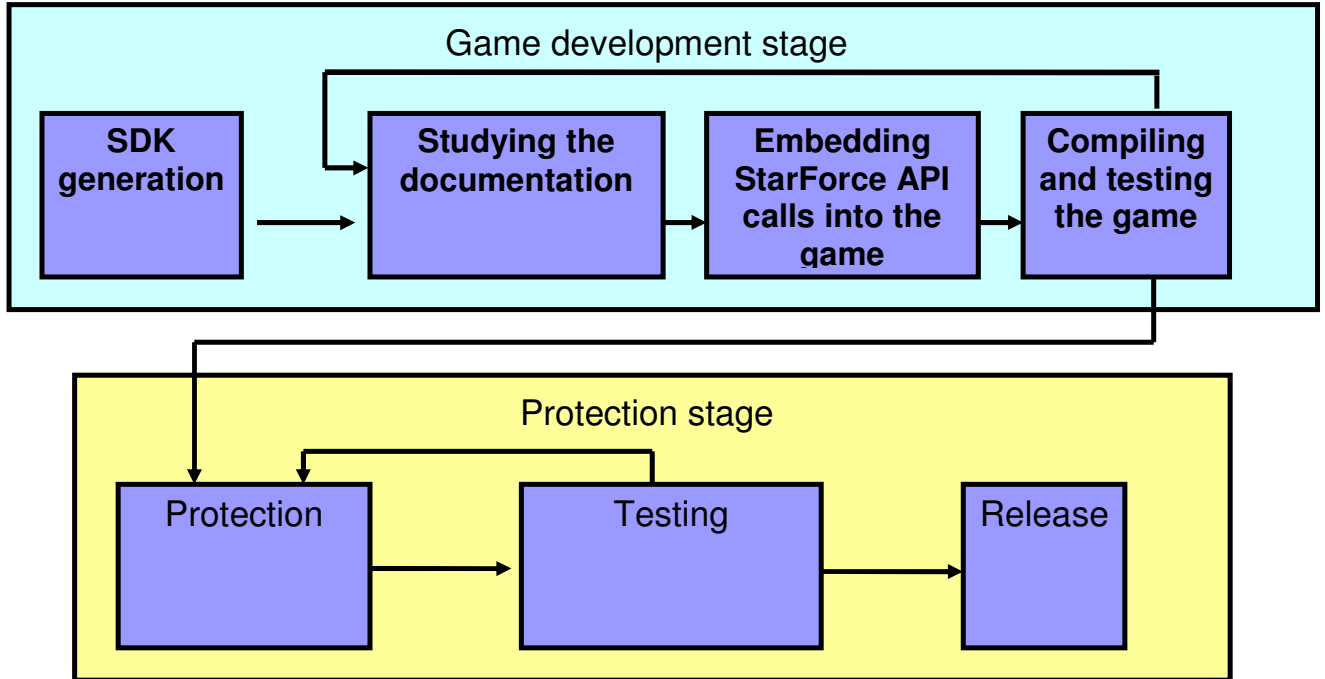 Game development stage
SDK
generation
Studying the
documentation
Embedding
StarForce API
calls into the
game
Compiling
and testing
the game
Protection stage
Protection
Testing
Release